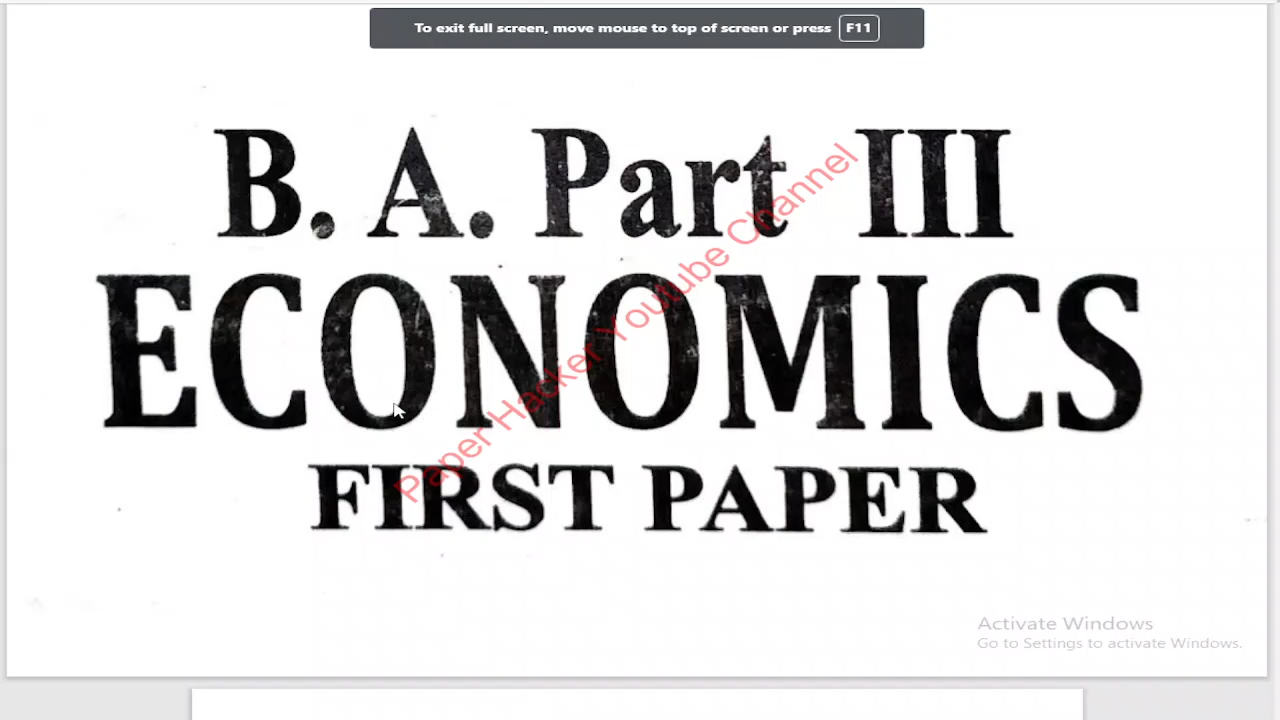 To exit full screen, move mouse to top of screen or press F11
B. A. Part III
ECONOMICS
FIRST PAPER
Paper Hacker Youtube Channel
Activate Windows
Go to Settings to activate Windows.